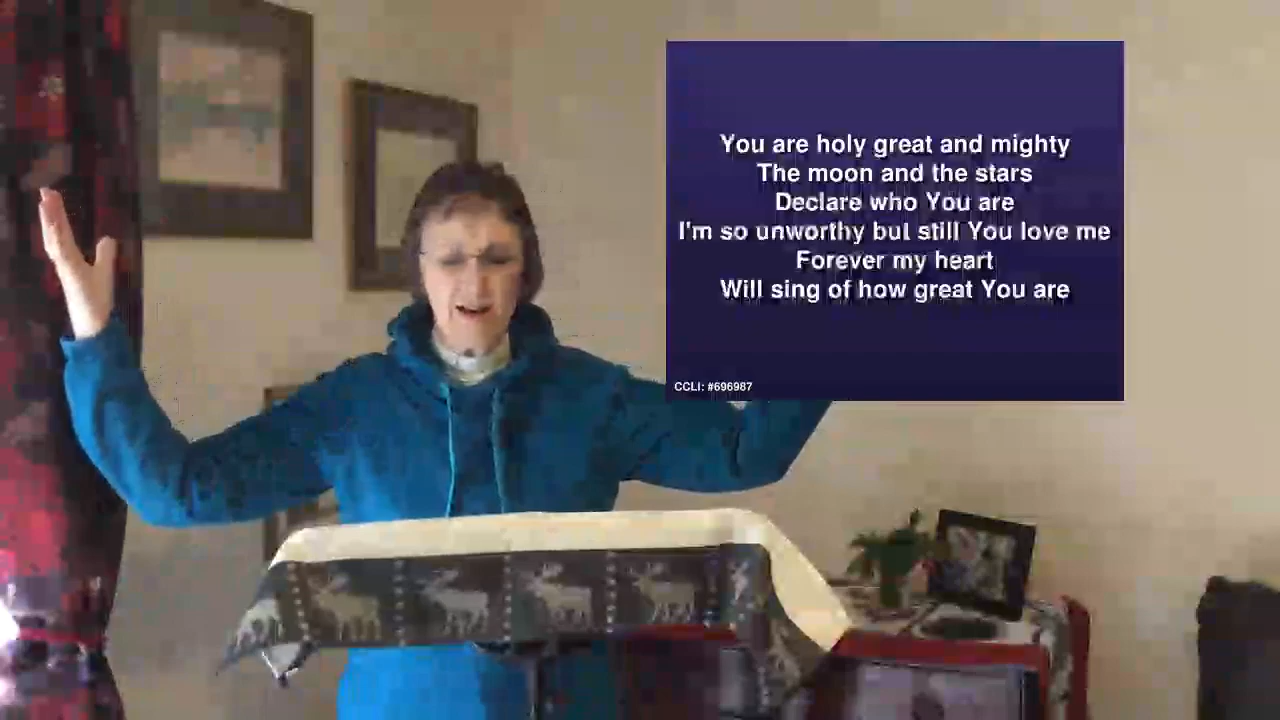 You are holy great and mighty
The moon and the stars
Declare who You are
I'm so unworthy but still You love me
Forever my heart
Will sing of how great You are
CCLI: #696987